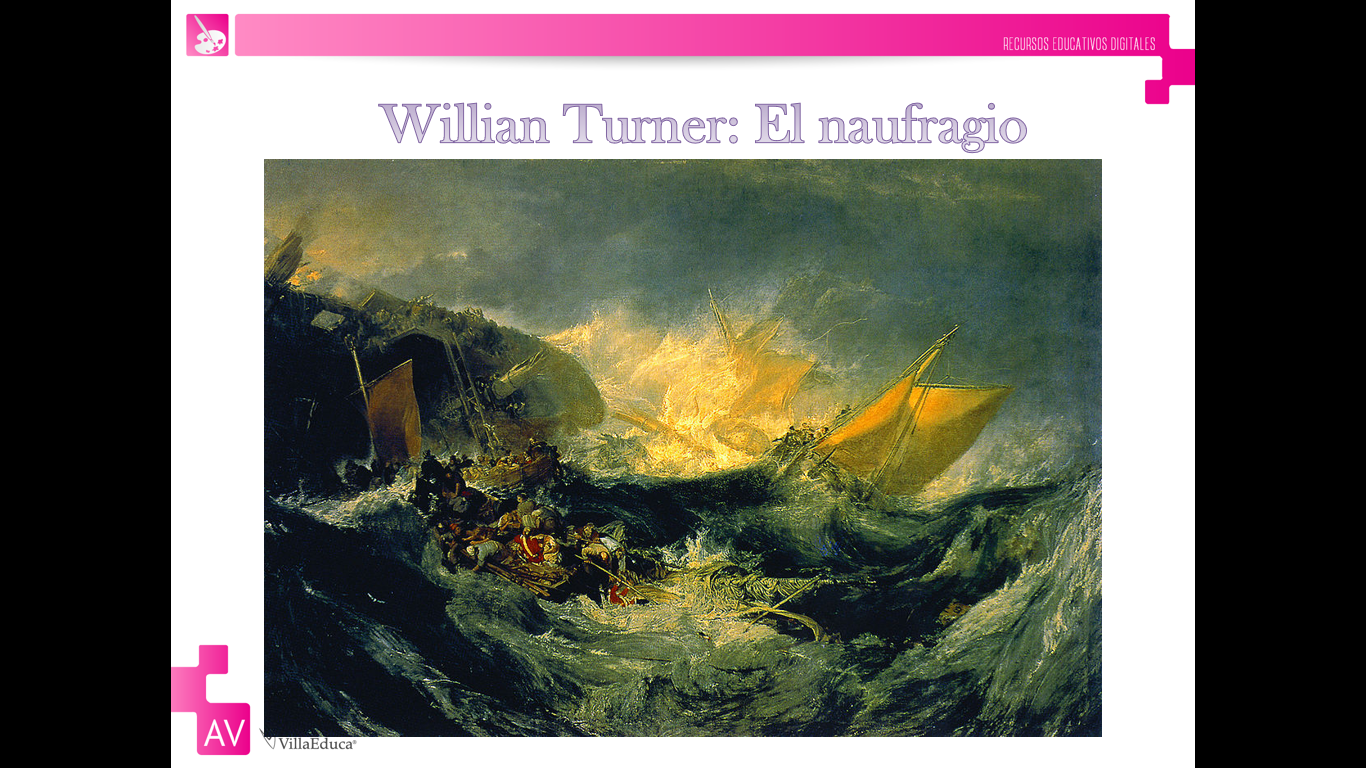 RECURSOS EDUCATIVOS DIGITALES
Willian Turner: El naufragio
AV
VillaEduca®